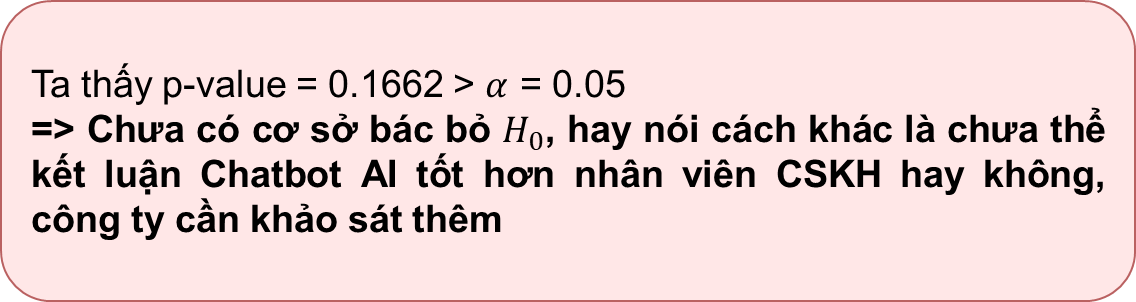 Ta thấy p-value = 0.1662 > 𝛼 = 0.05
=> Chưa có cơ sở bác bỏ 𝐻₀, hay nói cách khác là chưa thể
kết luận Chatbot AI tốt hơn nhân viên CSKH hay không,
công ty cần khảo sát thêm